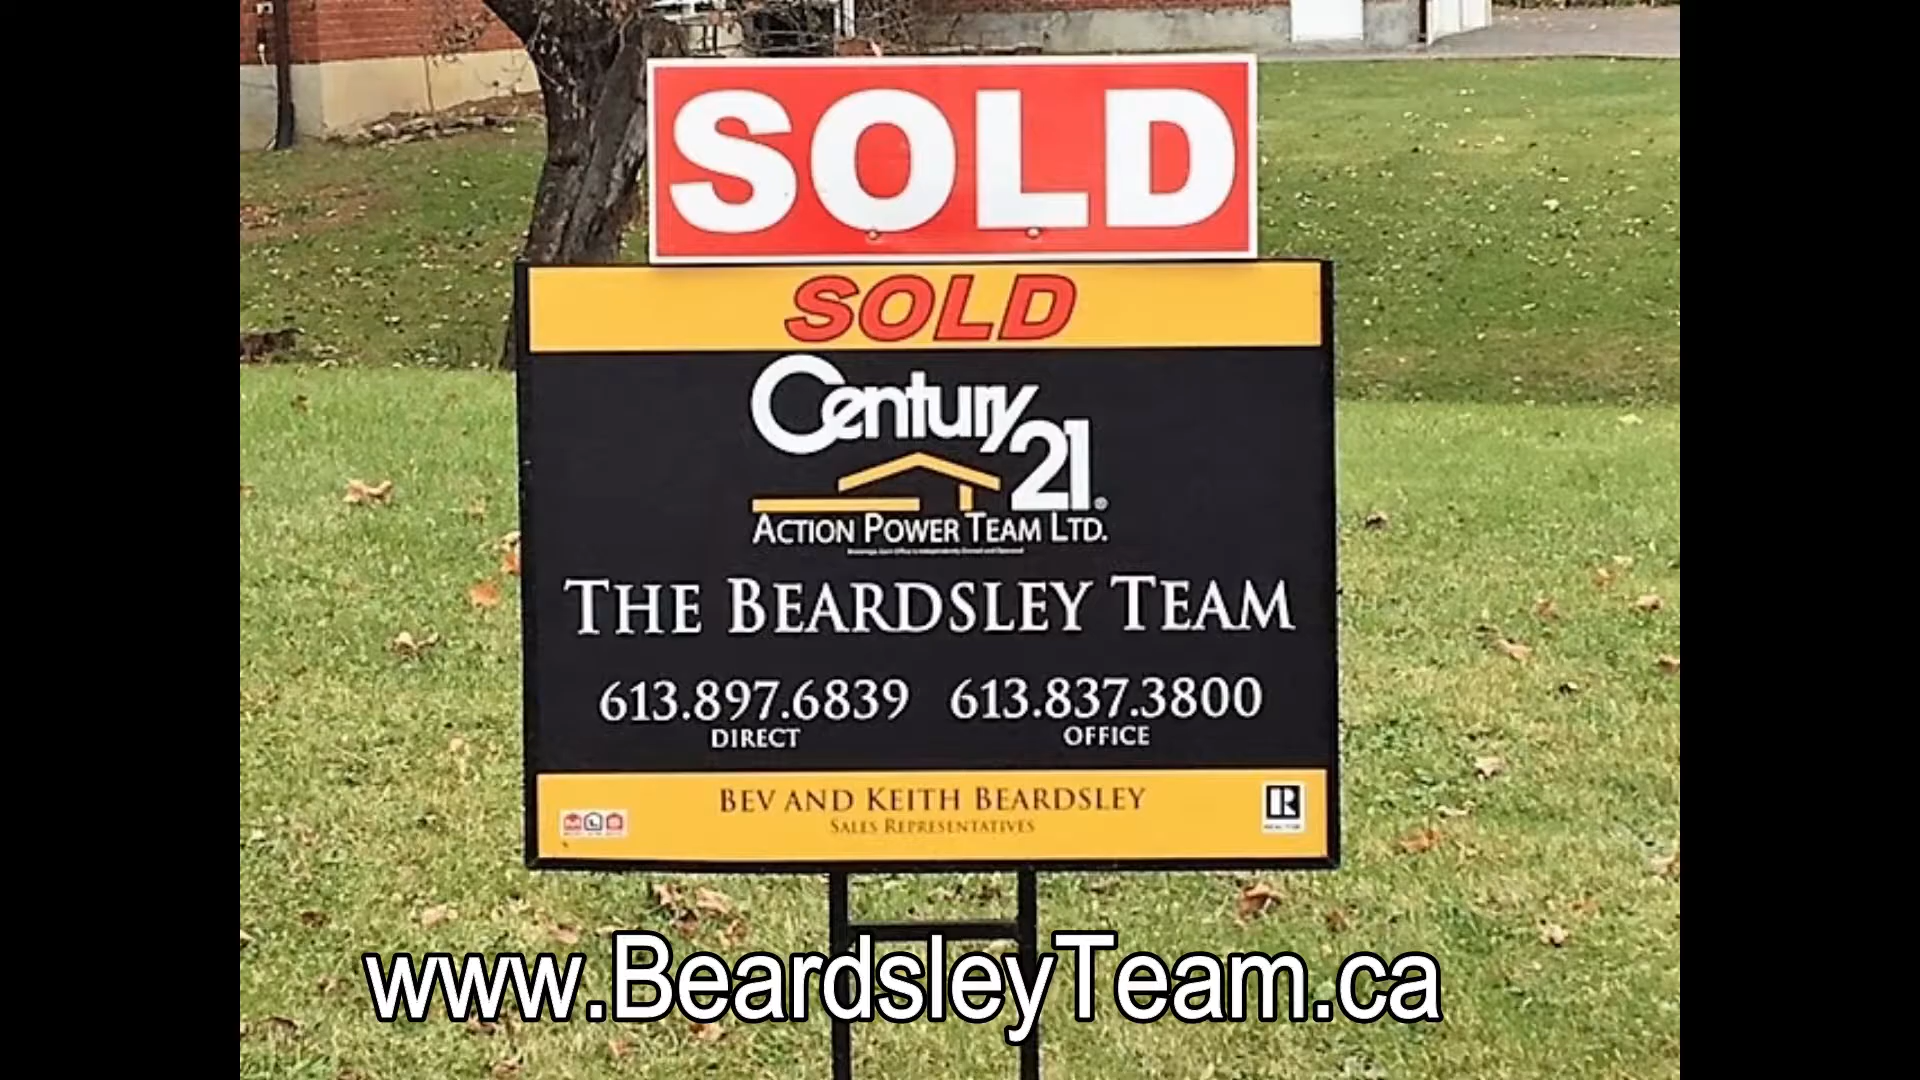 SOLD
SOLD
Century 21®
ACTION POWER TEAM LTD.
THE BEARDSLEY TEAM
613.897.6839 613.837.3800
DIRECT OFFICE
BEV AND KEITH BEARDSLEY
SALES REPRESENTATIVES
R
REALTOR
www.BeardsleyTeam.ca